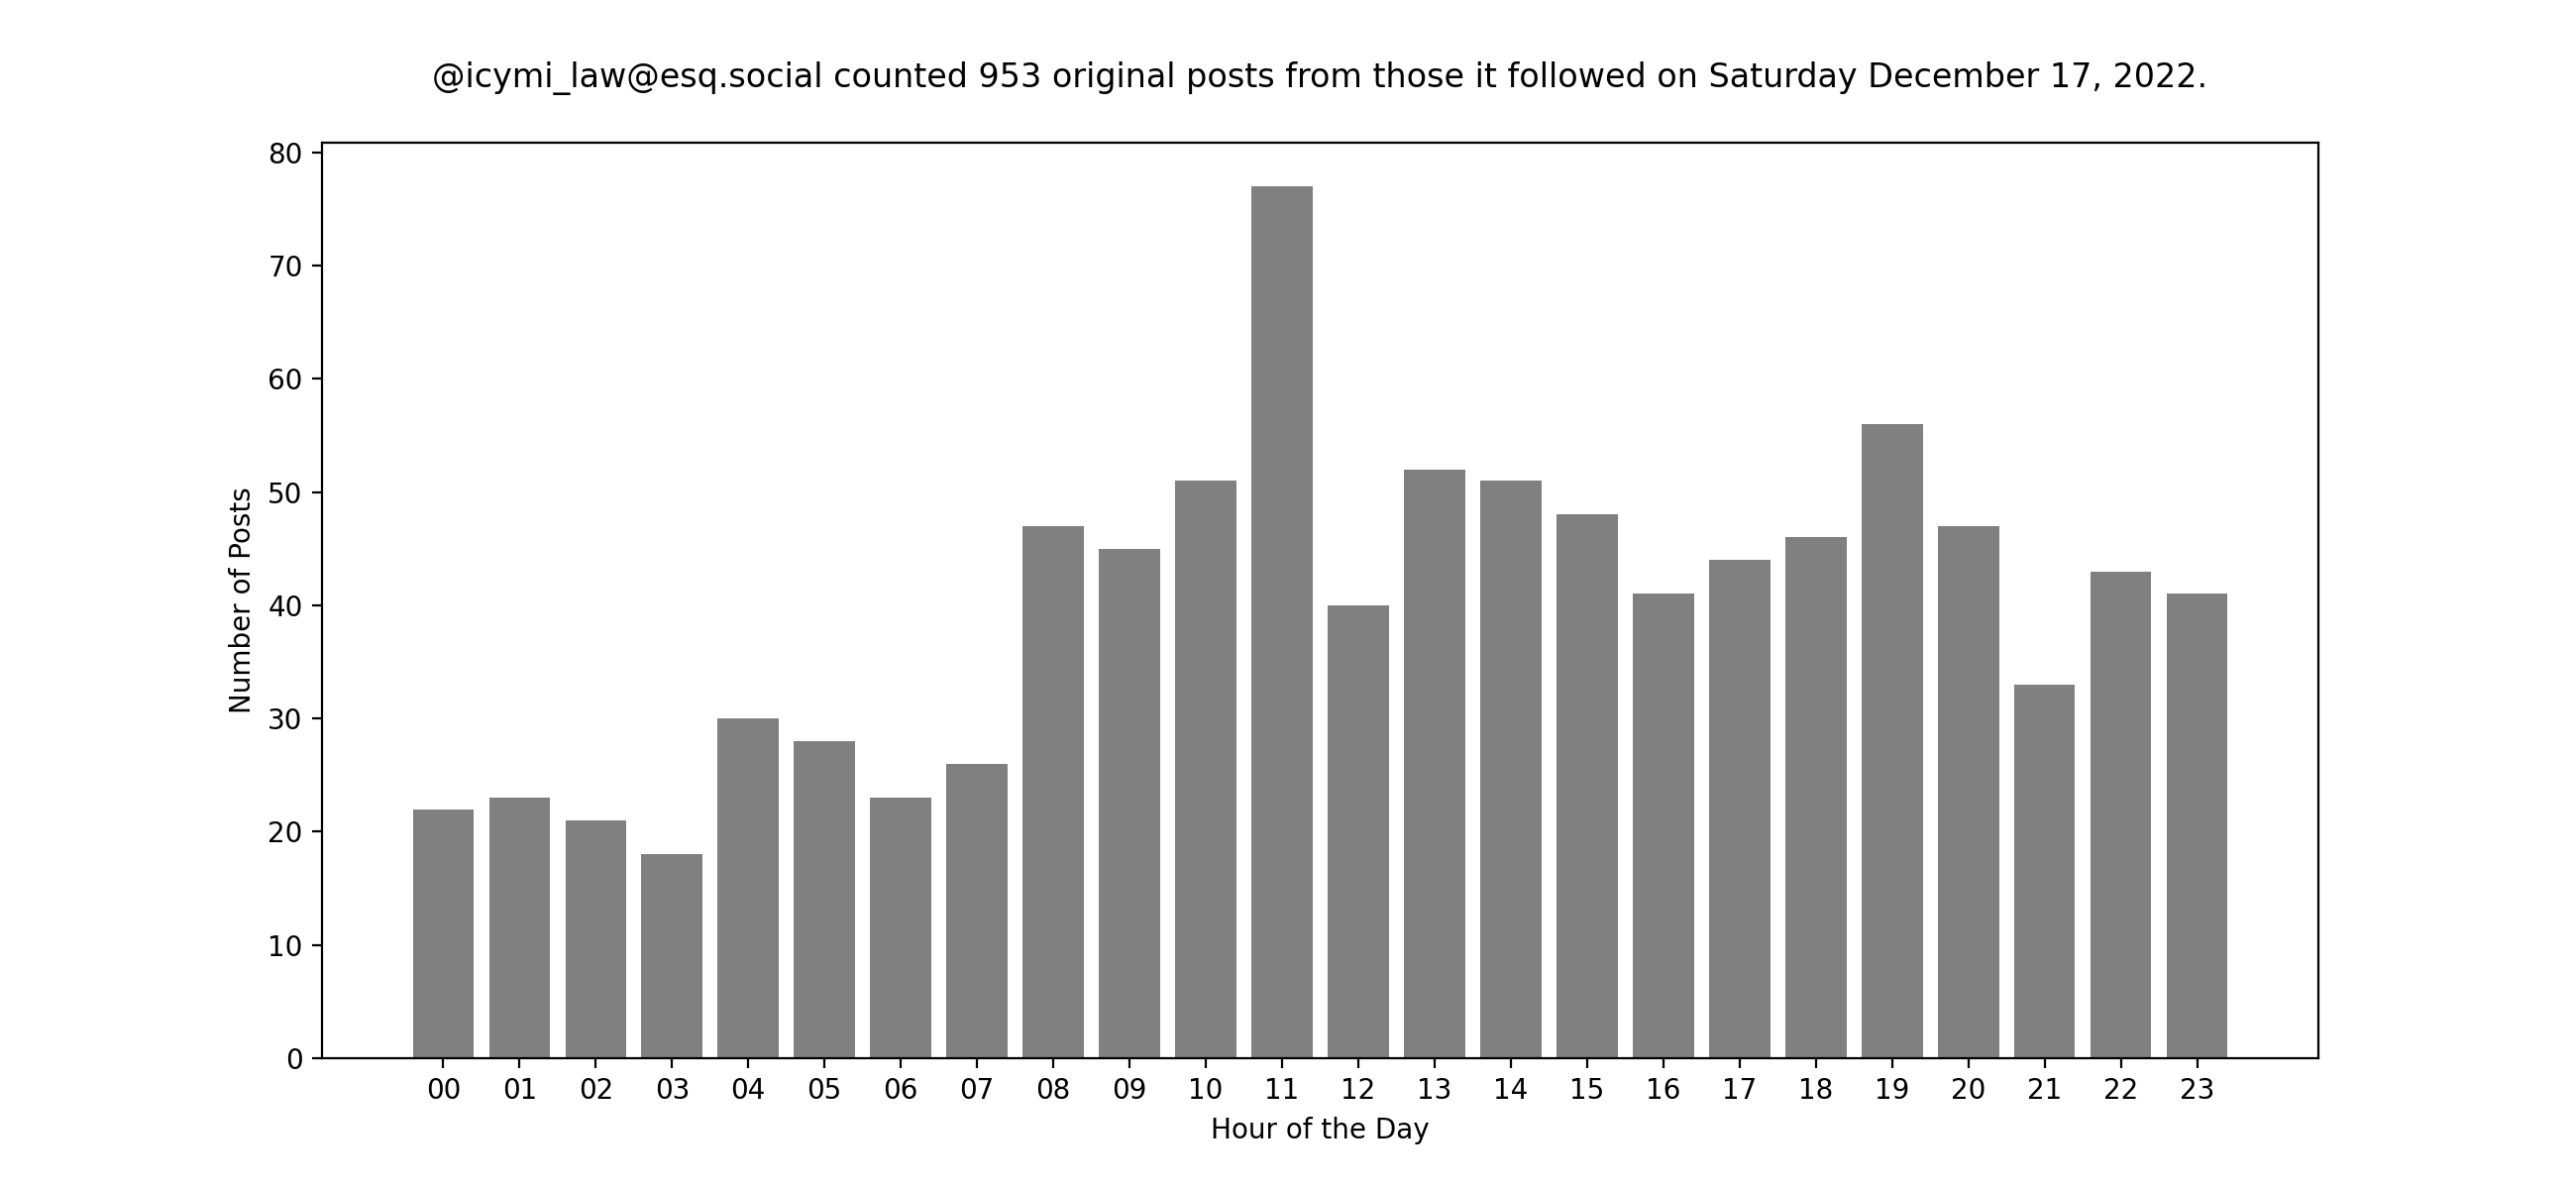 @icymi_law@esq.social counted 953 original posts from those it followed on Saturday December 17, 2022.
80
70
60
50
40
30
20
10
0
Number of Posts
00 01 02 03 04 05 06 07 08 09 10 11 12 13 14 15 16 17 18 19 20 21 22 23
Hour of the Day